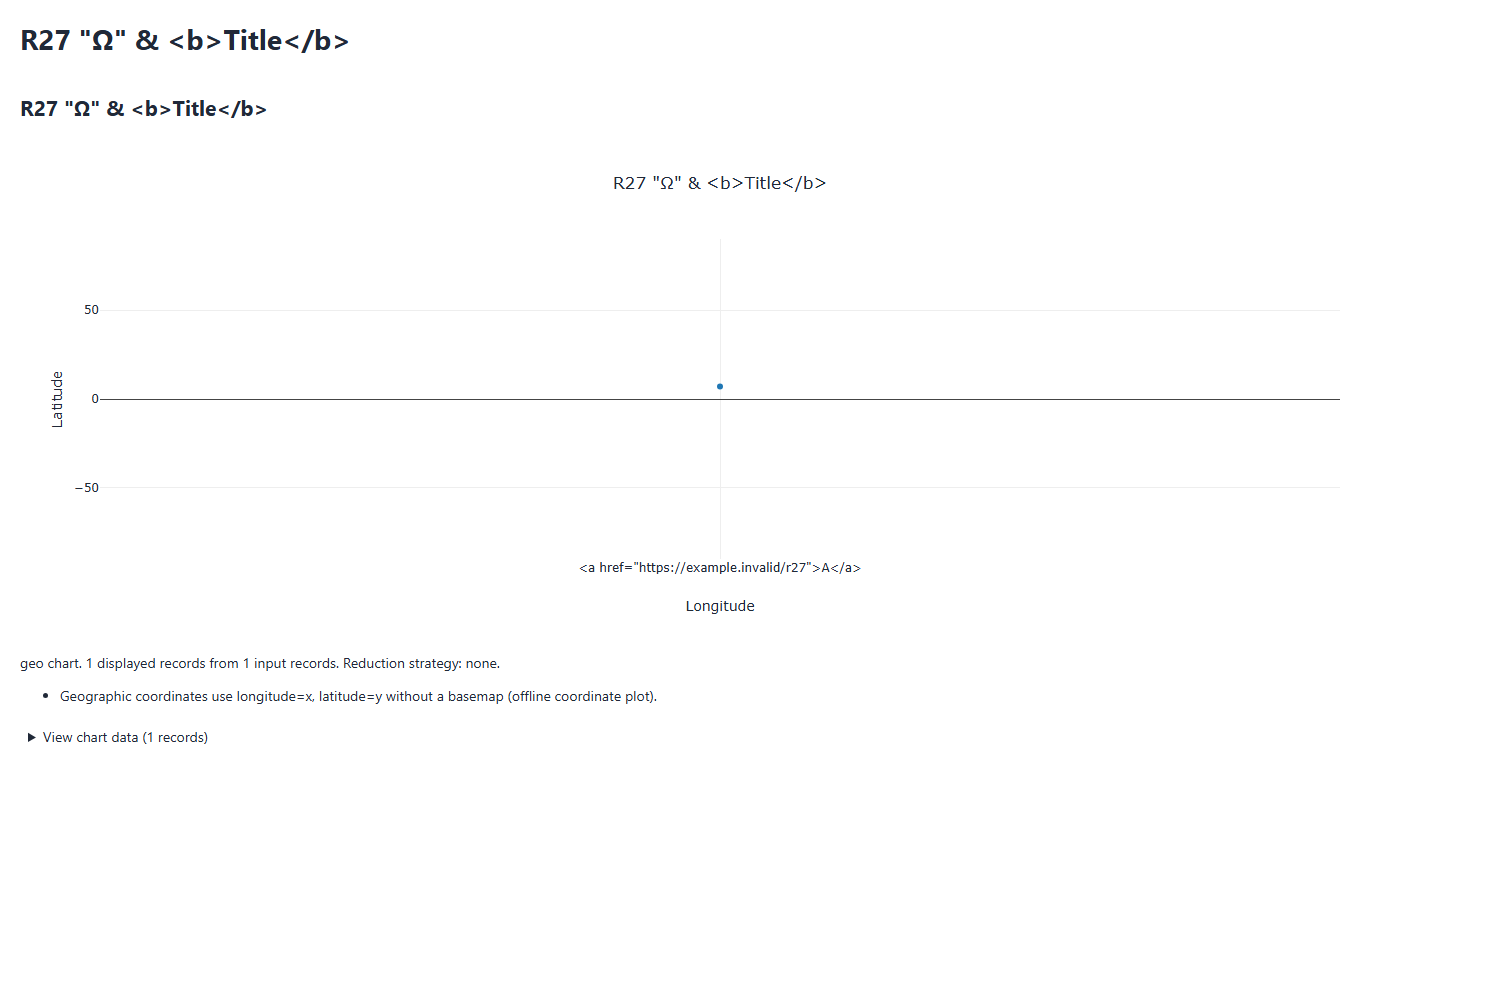 R27 "Ω" & <b>Title</b>
R27 "Ω" & <b>Title</b>
R27 "Ω" & <b>Title</b>
50
Latitude
0
−50
<a href="https://example.invalid/r27">A</a>
Longitude
geo chart. 1 displayed records from 1 input records. Reduction strategy: none.
• Geographic coordinates use longitude=x, latitude=y without a basemap (offline coordinate plot).
▶ View chart data (1 records)